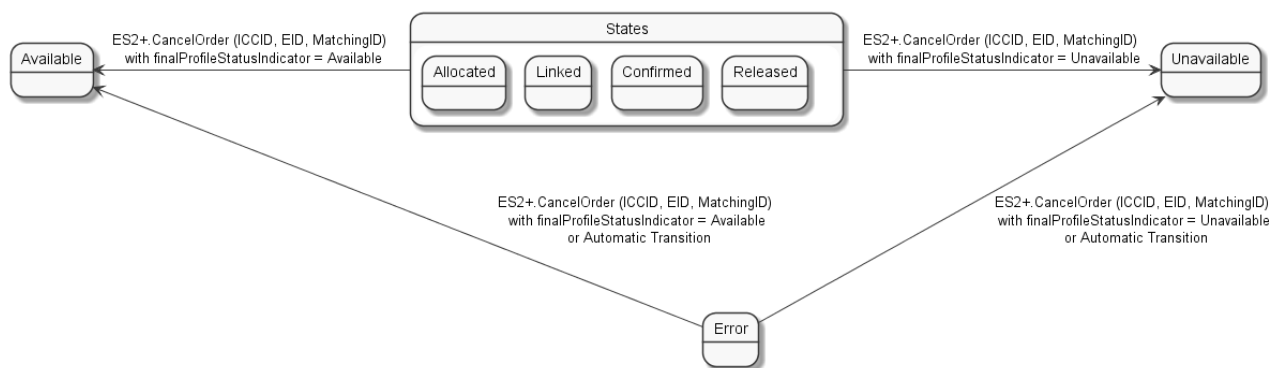 States
ES2+.CancelOrder (ICCID, EID, MatchingID)
with finalProfileStatusIndicator = Available
ES2+.CancelOrder (ICCID, EID, MatchingID)
with finalProfileStatusIndicator = Unavailable
Available
Allocated
Linked
Confirmed
Released
Unavailable
ES2+.CancelOrder (ICCID, EID, MatchingID)
with finalProfileStatusIndicator = Available
or Automatic Transition
ES2+.CancelOrder (ICCID, EID, MatchingID)
with finalProfileStatusIndicator = Unavailable
or Automatic Transition
Error